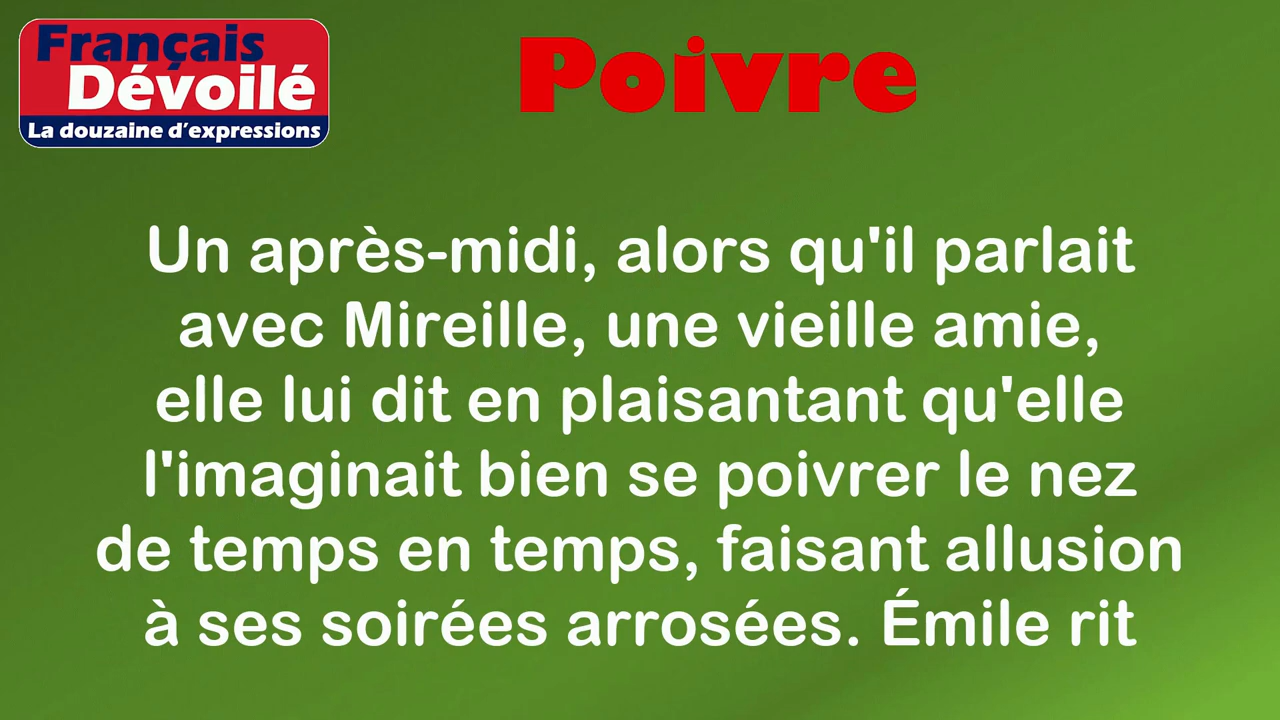 Français
Dévoilé
La douzaine d'expressions
Poivre
Un après-midi, alors qu'il parlait
avec Mireille, une vieille amie,
elle lui dit en plaisantant qu'elle
l'imaginait bien se poivrer le nez
de temps en temps, faisant allusion
à ses soirées arrosées. Émile rit